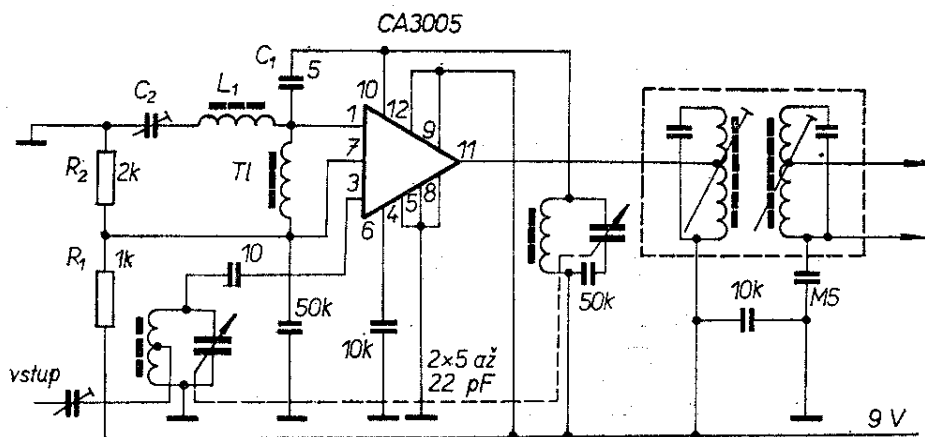 CA3005
C₁ 5
C₂
L₁
10
12
1
9
7
11
3
5 8
4
6
R₂ 2k
Tl
R₁ 1k
10
50k
10k
50k
10k
M5
2×5 až
22 pF
vstup
9 V